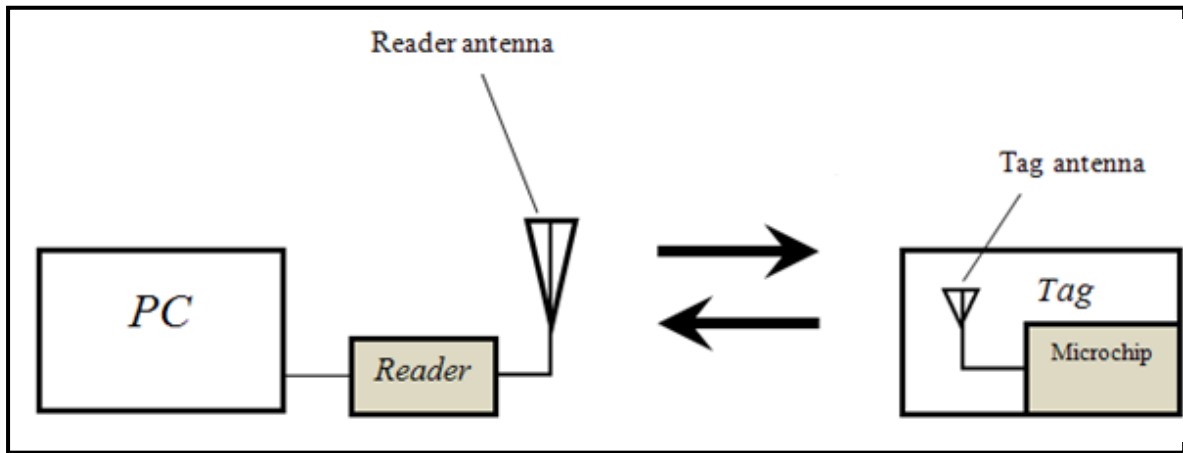 Reader antenna
Tag antenna
PC
Tag
Reader
Microchip